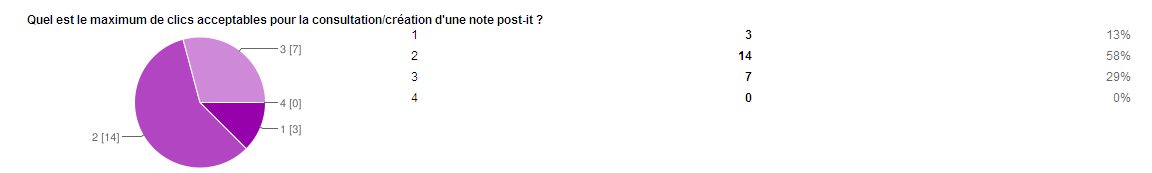 Quel est le maximum de clics acceptables pour la consultation/création d'une note post-it ?
1 3 13%
2 14 58%
3 7 29%
4 0 0%
3 [7]
4 [0]
1 [3]
2 [14]